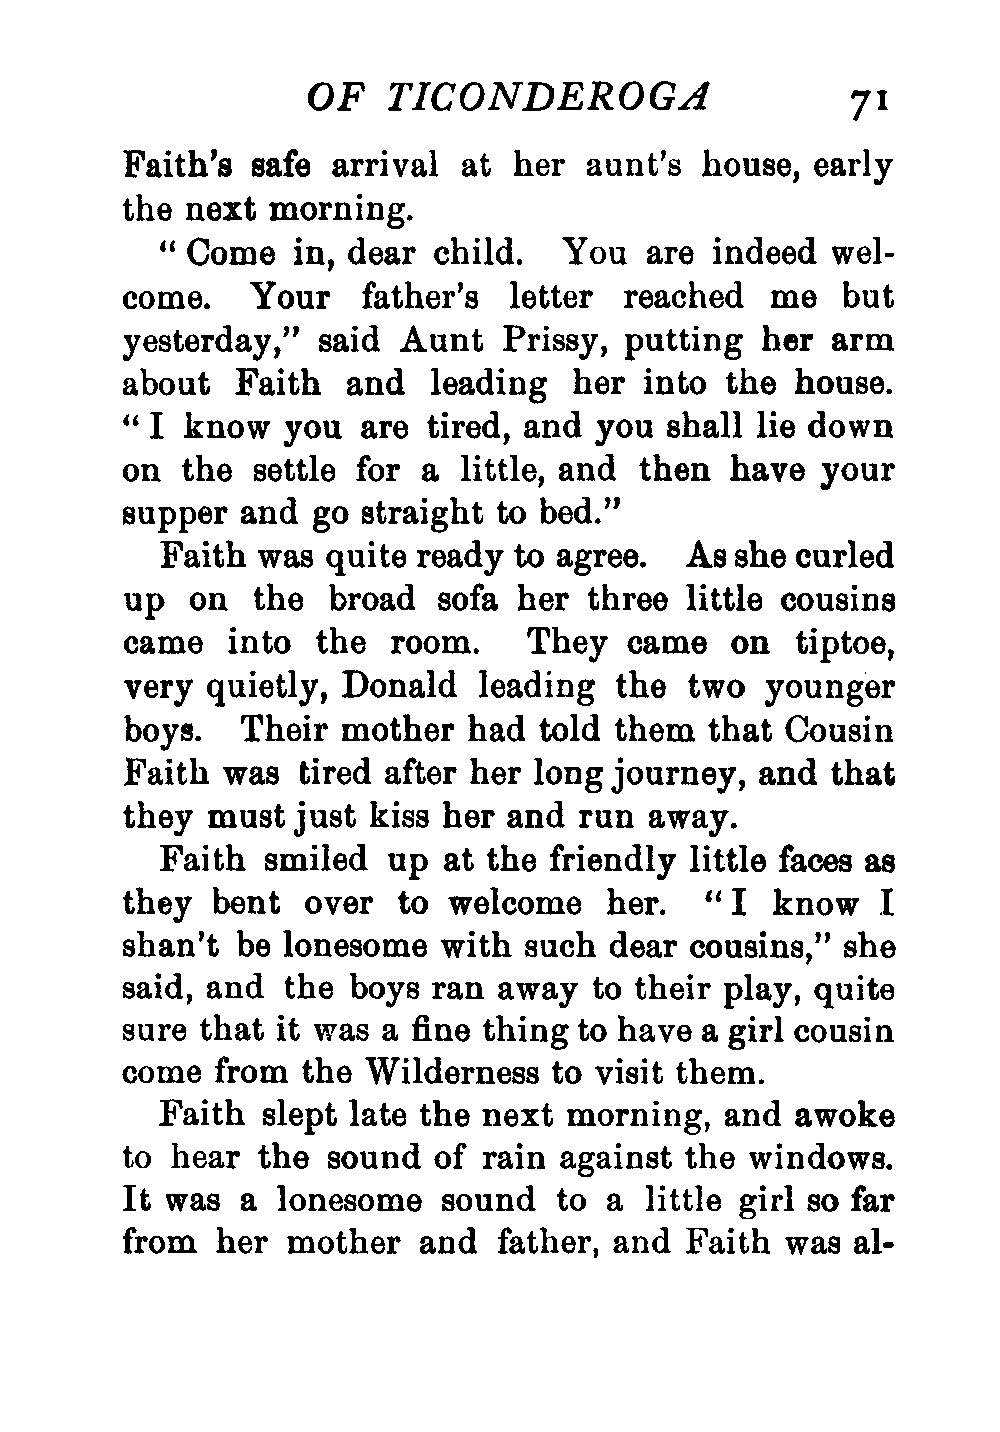 OF TICONDEROGA 71
Faith's safe arrival at her aunt's house, early
the next morning.
“Come in, dear child. You are indeed wel-
come. Your father's letter reached me but
yesterday,” said Aunt Prissy, putting her arm
about Faith and leading her into the house.
“I know you are tired, and you shall lie down
on the settle for a little, and then have your
supper and go straight to bed.”
Faith was quite ready to agree. As she curled
up on the broad sofa her three little cousins
came into the room. They came on tiptoe,
very quietly, Donald leading the two younger
boys. Their mother had told them that Cousin
Faith was tired after her long journey, and that
they must just kiss her and run away.
Faith smiled up at the friendly little faces as
they bent over to welcome her. “I know I
shan't be lonesome with such dear cousins,” she
said, and the boys ran away to their play, quite
sure that it was a fine thing to have a girl cousin
come from the Wilderness to visit them.
Faith slept late the next morning, and awoke
to hear the sound of rain against the windows.
It was a lonesome sound to a little girl so far
from her mother and father, and Faith was al-